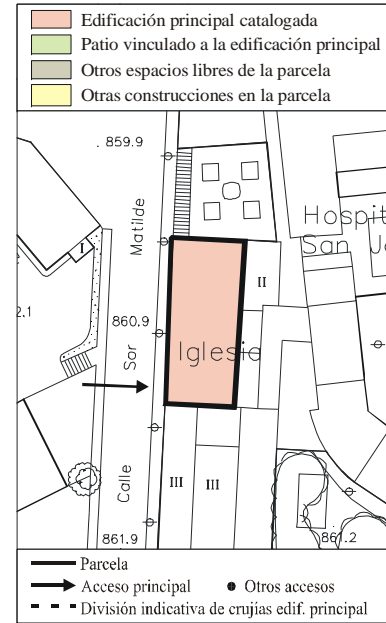 Edificación principal catalogada
Patio vinculado a la edificación principal
Otros espacios libres de la parcela
Otras construcciones en la parcela
859.9
Hospit
San Jo
Calle Sor Matilde
I
II
2.1
860.9
Iglesia
III
III
861.9
861.2
Parcela
Acceso principal
Otros accesos
División indicativa de crujías edif. principal